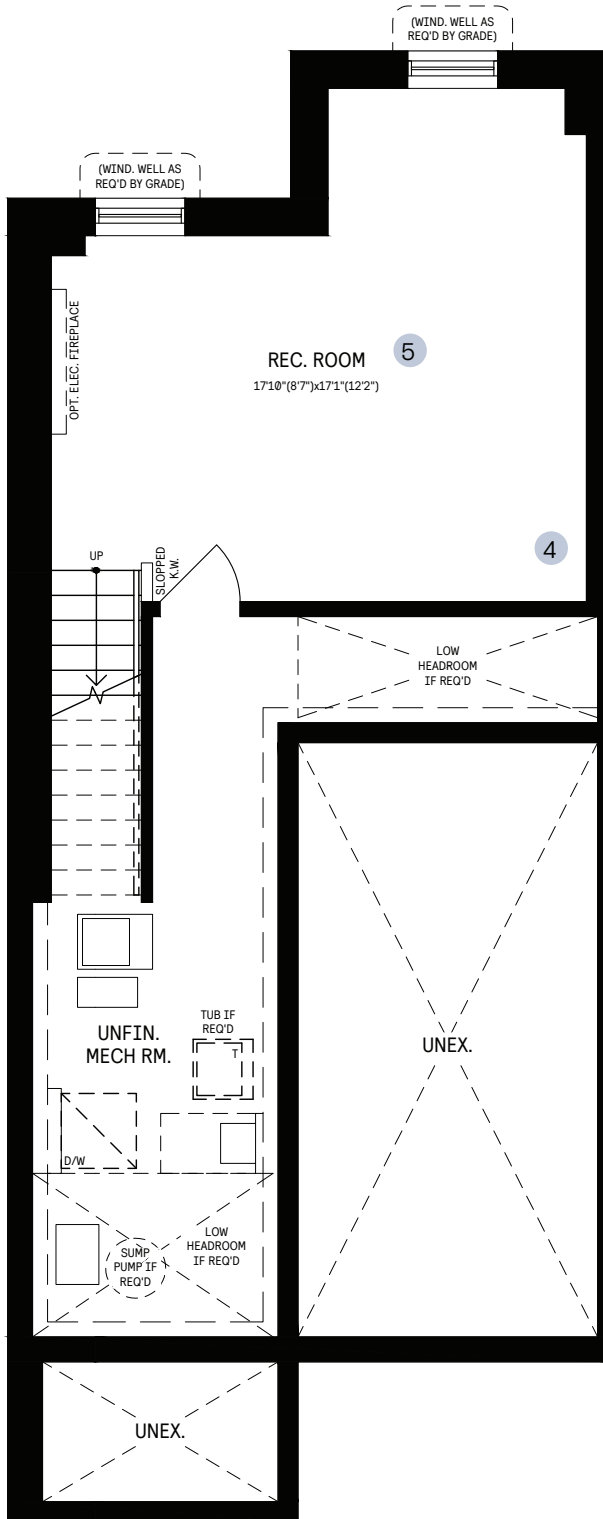 (WIND. WELL AS
REQ'D BY GRADE)
(WIND. WELL AS
REQ'D BY GRADE)
OPT. ELEC. FIREPLACE
REC. ROOM
17'10"(8'7")x17'1"(12'2")
5
4
UP
SLOPPED
K.W.
LOW
HEADROOM
IF REQ'D
UNFIN.
MECH RM.
TUB IF
REQ'D
T
UNEX.
D/W
SUMP
PUMP IF
REQ'D
LOW
HEADROOM
IF REQ'D
UNEX.